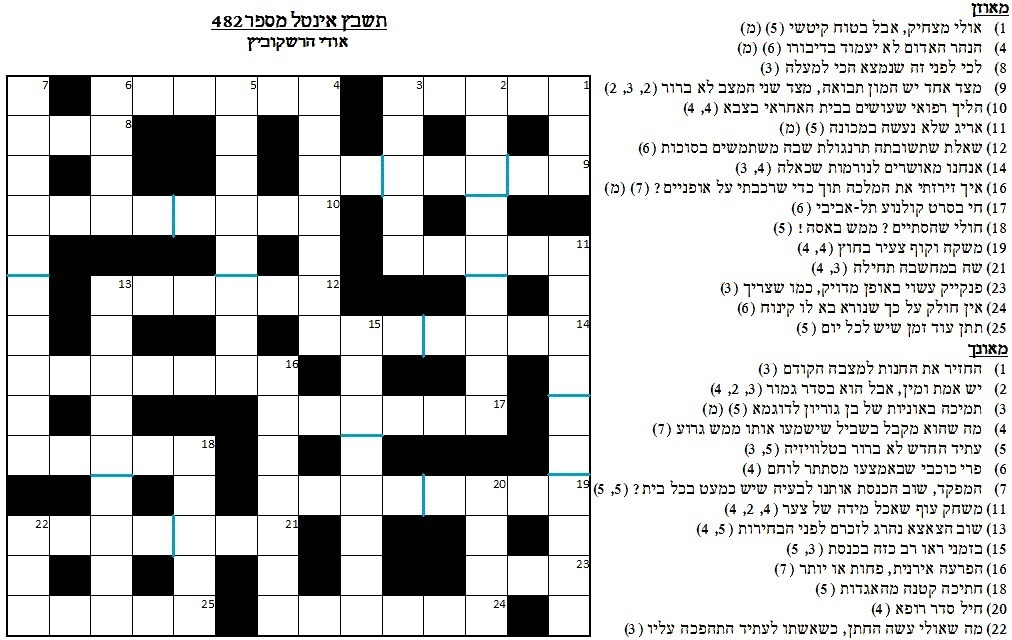 תשבץ אינטל מספר 482
אודי הרשקוביץ
מאוזן
1) אולי מצחיק, אבל בטוח קיטשי (5) (מ)
4) הנהר האדום לא יעמוד בדיבורו (6) (מ)
8) לכי לפני זה שנמצא הכי למעלה (3)
9) מצד אחד יש המון תבואה, מצד שני המצב לא ברור (2, 3, 2)
10) הליך רפואי שעושים בבית האחראי בצבא (4, 4)
11) אריג שלא נעשה במכונה (5) (מ)
12) שאלת שתשובתה תרנגולת שבה משתמשים בסוכות (6)
14) אנחנו מאושרים לנורמות שכאלה (4, 3)
16) איך זירזתי את המלכה תוך כדי שרכבתי על אופניים? (7) (מ)
17) חי בסרט קולנוע תל-אביבי (6)
18) חולי שהסתיים? ממש באסה! (5)
19) משקה וקוף צעיר בחוץ (4, 4)
21) שה במחשבה תחילה (3, 4)
23) פנקייק עשוי באופן מדויק, כמו שצריך (3)
24) אין חולק על כך שנורא בא לו קינוח (6)
25) תתן עוד זמן שיש לכל יום (5)
מאונך
1) החזיר את החנות למצבה הקודם (3)
2) יש אמת ומין, אבל הוא בסדר גמור (3, 2, 4)
3) תמיכה באוניות של בן גוריון לדוגמא (5) (מ)
4) מה שהוא מקבל בשביל שישמעו אותו ממש גרוע (7)
5) עתיד החדש לא ברור בטלוויזיה (5, 3)
6) פרי כוכבי שבאמצעו מסתתר לוחם (4)
7) המפקד, שוב הכנסת אותנו לבעיה שיש כמעט בכל בית? (5, 5)
11) משחק עוף שאכל מידה של צער (4, 2, 4)
13) שוב הצאצא נהרג לזכרם לפני הבחירות (5, 4)
15) בזמני ראו רב כזה בכנסת (3, 5)
16) הפרעה אירנית, פחות או יותר (7)
18) חתיכה קטנה מהאגדות (5)
20) חיל סדר רופא (4)
22) מה שאולי עשה החתן, כשאשתו לעתיד התהפכה עליו (3)
7 6 5 4 3 2 1
8
9
10
11
13 12
15 14
16
17
18
20 19
22 21
23
25 24